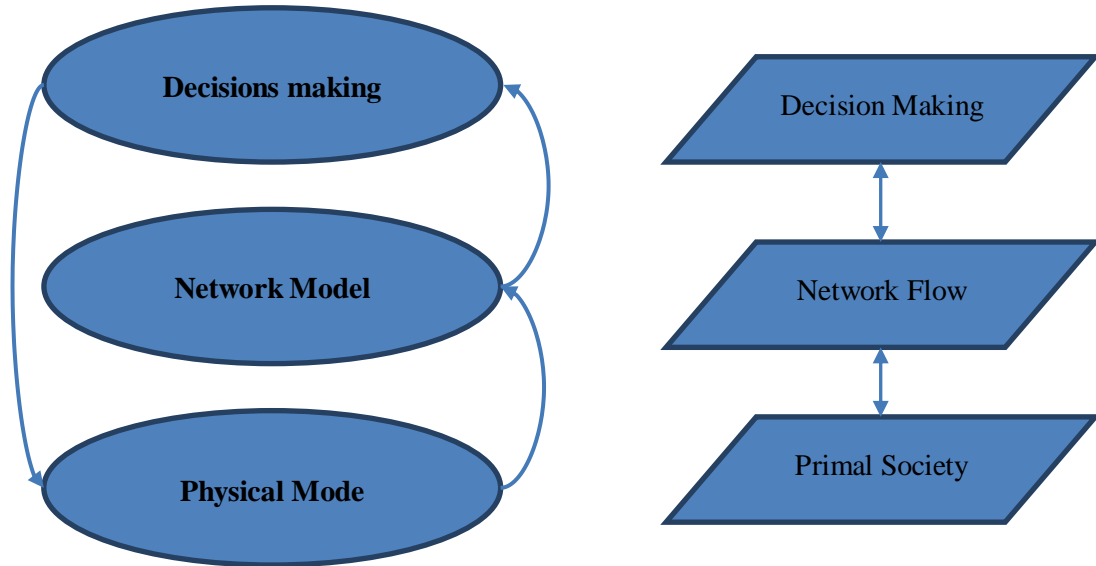 Decisions making
Network Model
Physical Mode
Decision Making
Network Flow
Primal Society